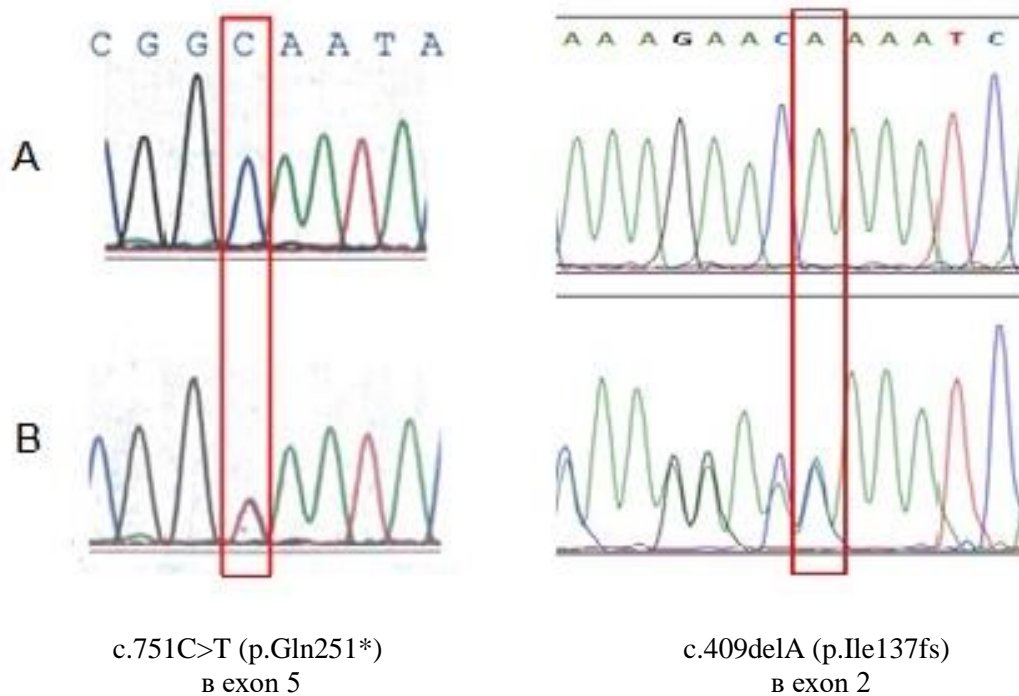 C G G C A A T A
A A A G A A C A A A A T C
A
B
c.751C>T (p.Gln251*)
в exon 5
c.409delA (p.Ile137fs)
в exon 2